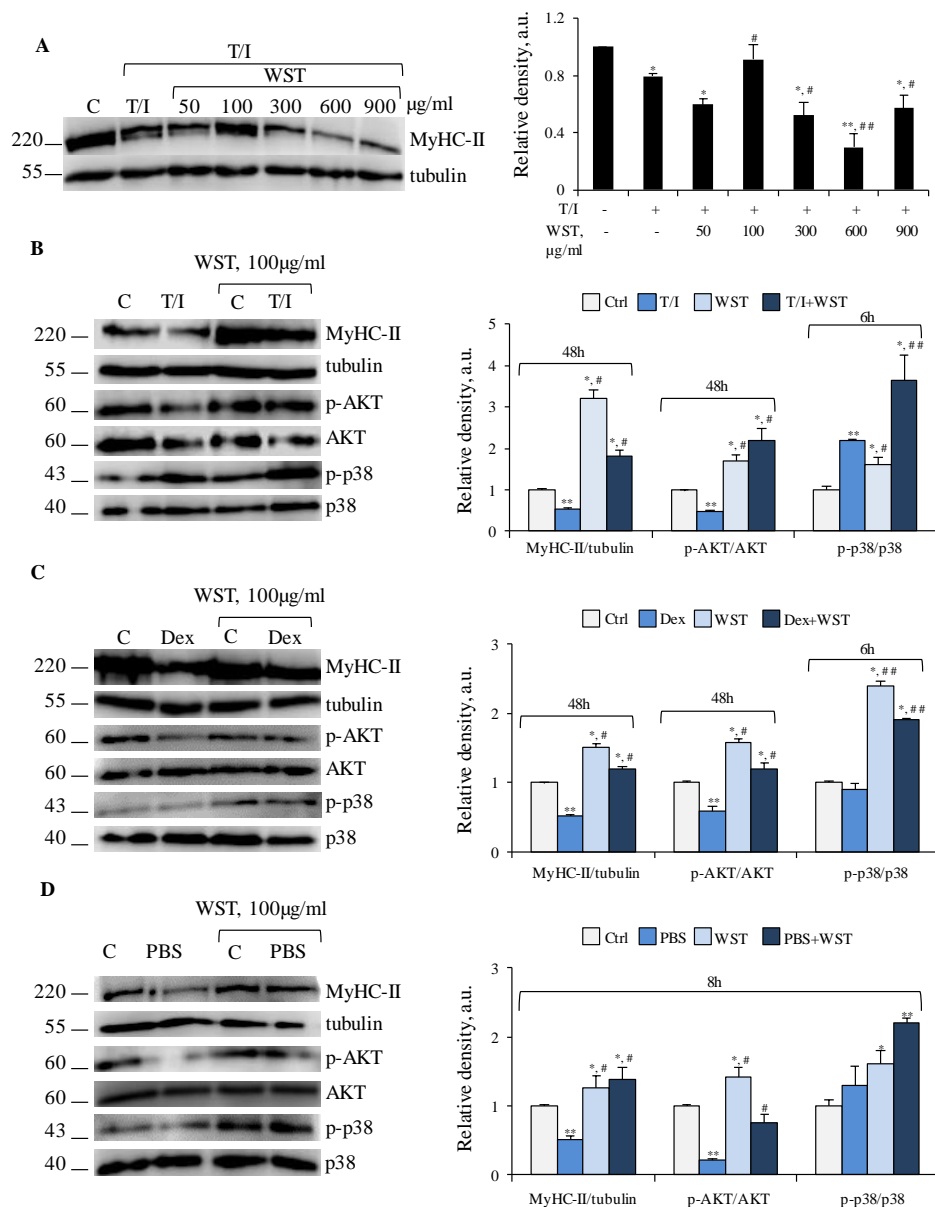 A
T/I
WST
C T/I 50 100 300 600 900 µg/ml
220 MyHC-II
55 tubulin
Relative density, a.u.
1.2
0.8
0.4
0
* * # *, # **, ## *, #
T/I - + + + + + +
WST, - - 50 100 300 600 900
µg/ml
B
WST, 100µg/ml
C T/I C T/I
220 MyHC-II
55 tubulin
60 p-AKT
60 AKT
43 p-p38
40 p38
Ctrl T/I WST T/I+WST
Relative density, a.u.
5
4
3
2
1
0
48h 48h 6h
** *, # *, # ** *, # *, # ** *, # *, ##
MyHC-II/tubulin p-AKT/AKT p-p38/p38
C
WST, 100µg/ml
C Dex C Dex
220 MyHC-II
55 tubulin
60 p-AKT
60 AKT
43 p-p38
40 p38
Ctrl Dex WST Dex+WST
Relative density, a.u.
3
2
1
0
48h 48h 6h
** *, # *, # ** *, # *, # *, ## *, ##
MyHC-II/tubulin p-AKT/AKT p-p38/p38
D
WST, 100µg/ml
C PBS C PBS
220 MyHC-II
55 tubulin
60 p-AKT
60 AKT
43 p-p38
40 p38
Ctrl PBS WST PBS+WST
Relative density, a.u.
3
2
1
0
8h
** *, # *, # ** *, # # * **
MyHC-II/tubulin p-AKT/AKT p-p38/p38